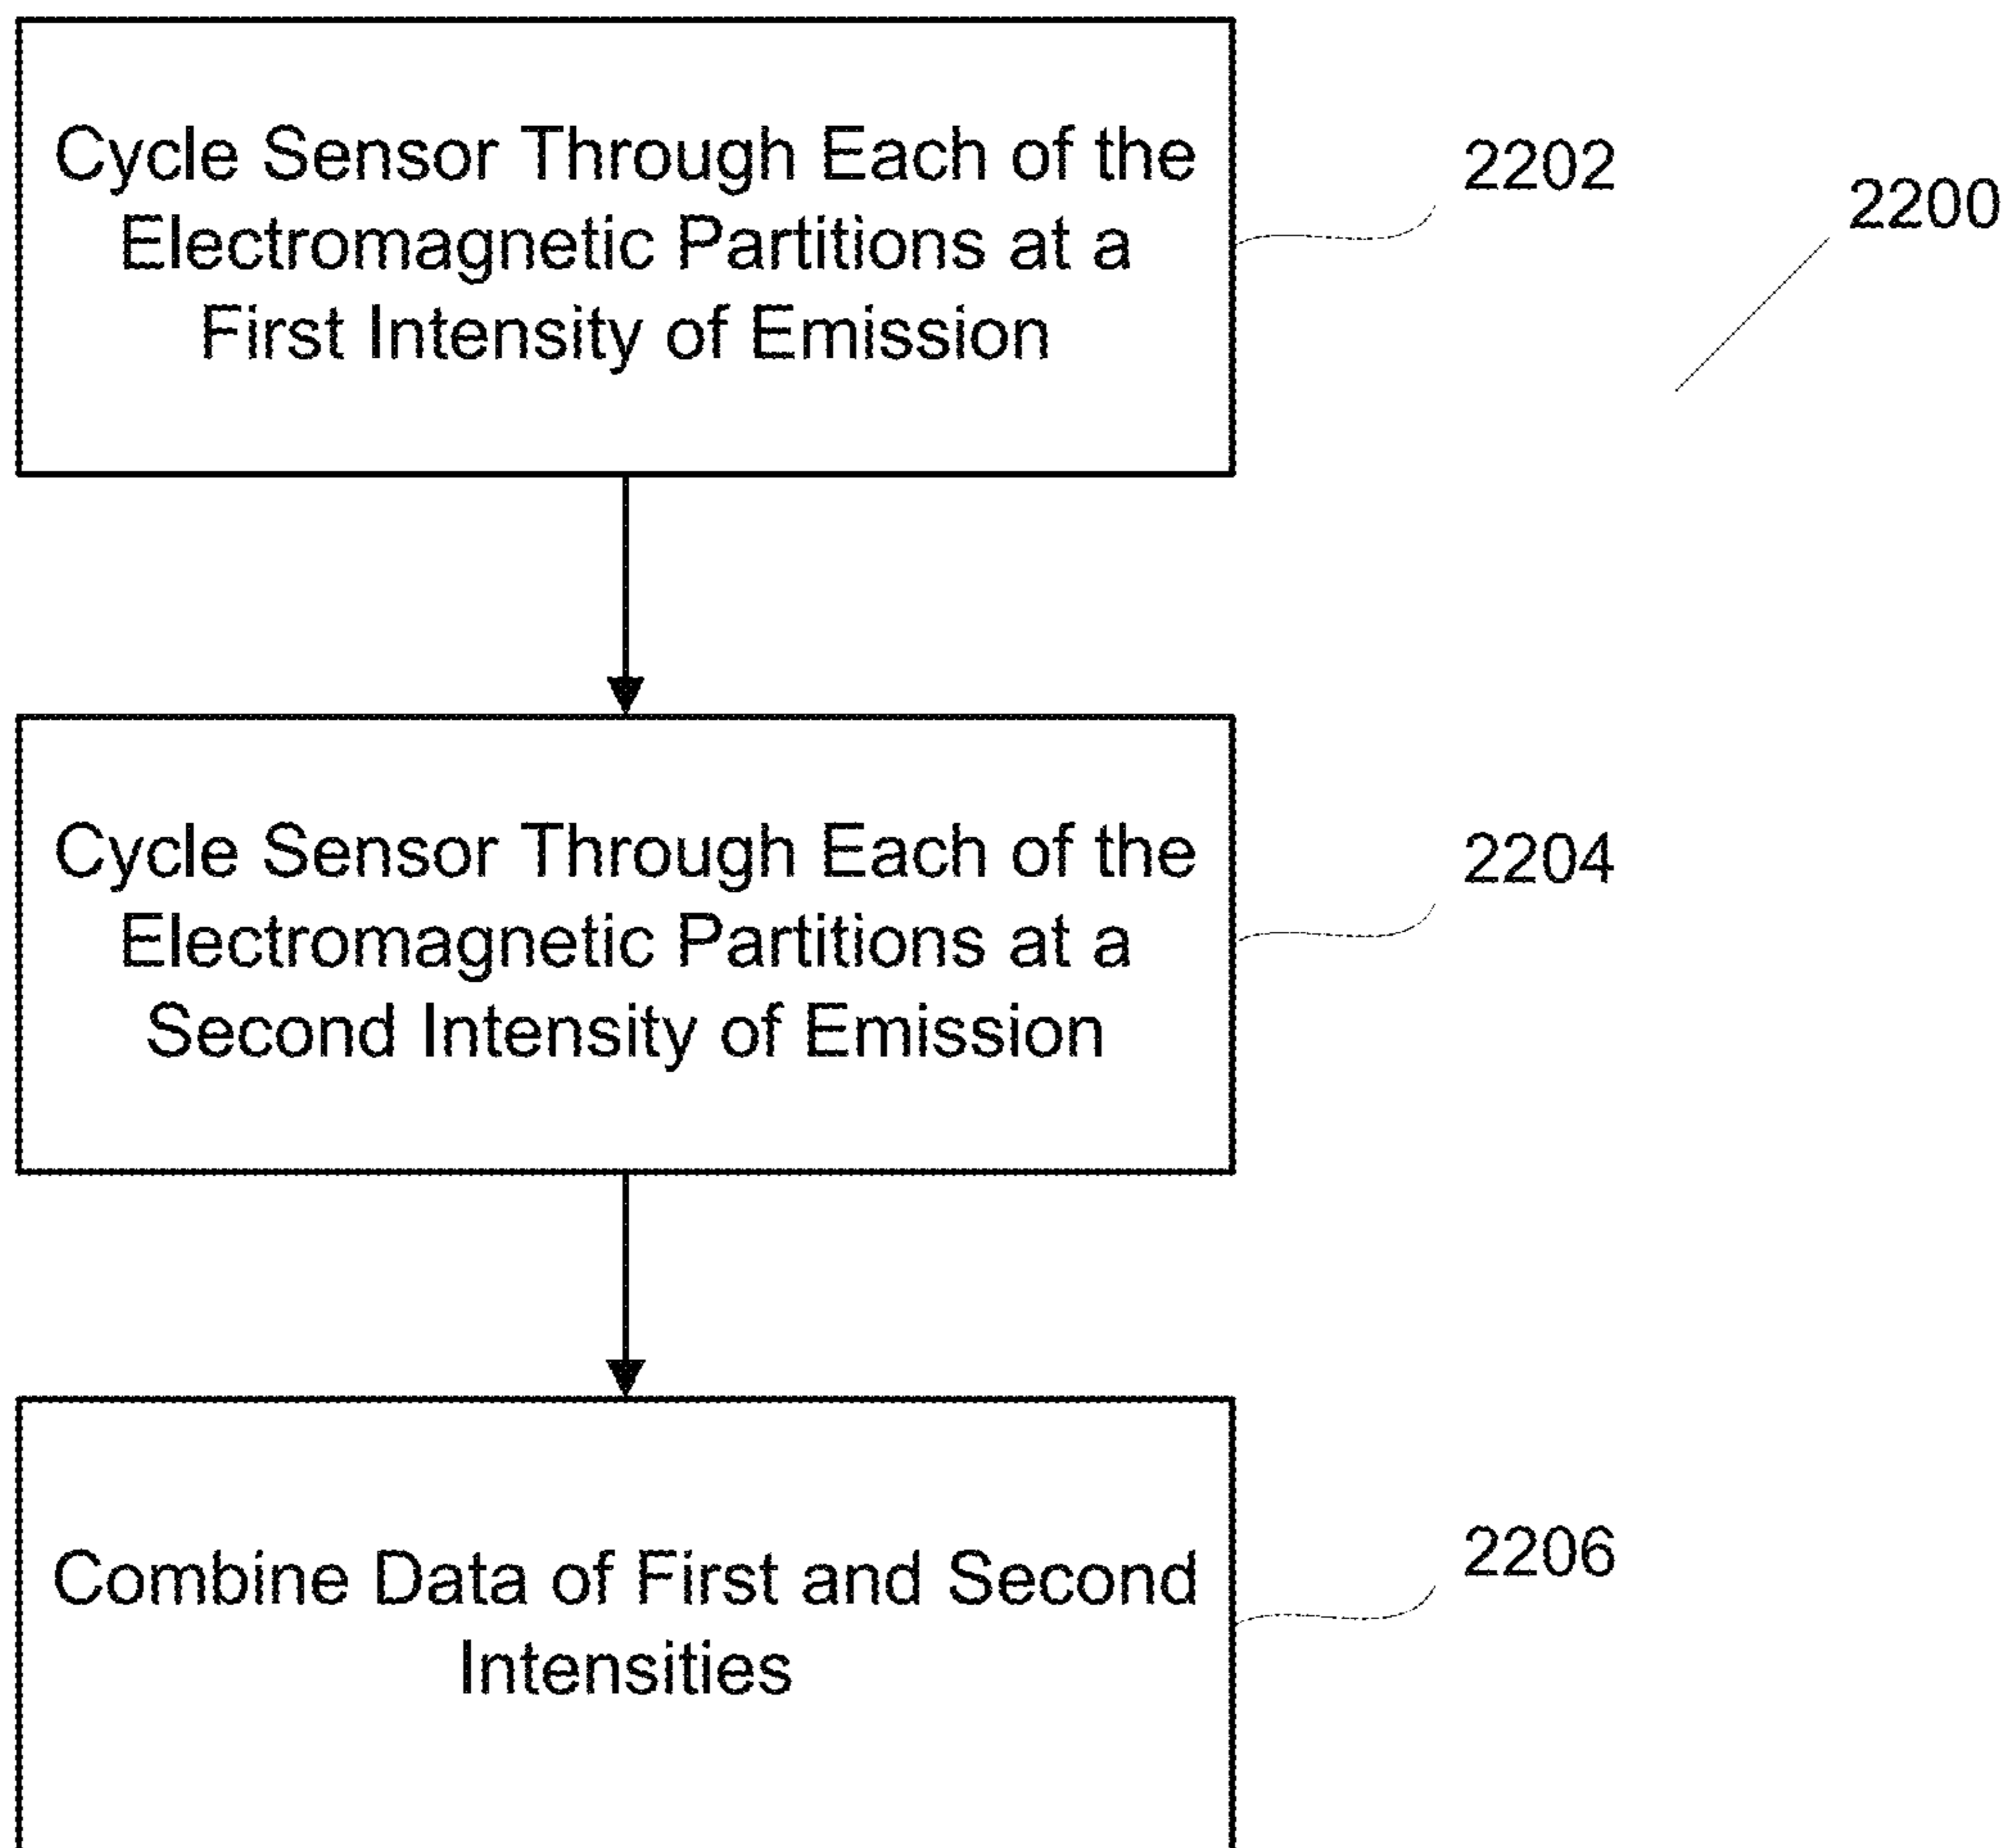 Cycle Sensor Through Each of the
Electromagnetic Partitions at a
First Intensity of Emission
2202
2200
Cycle Sensor Through Each of the
Electromagnetic Partitions at a
Second Intensity of Emission
2204
Combine Data of First and Second
Intensities
2206